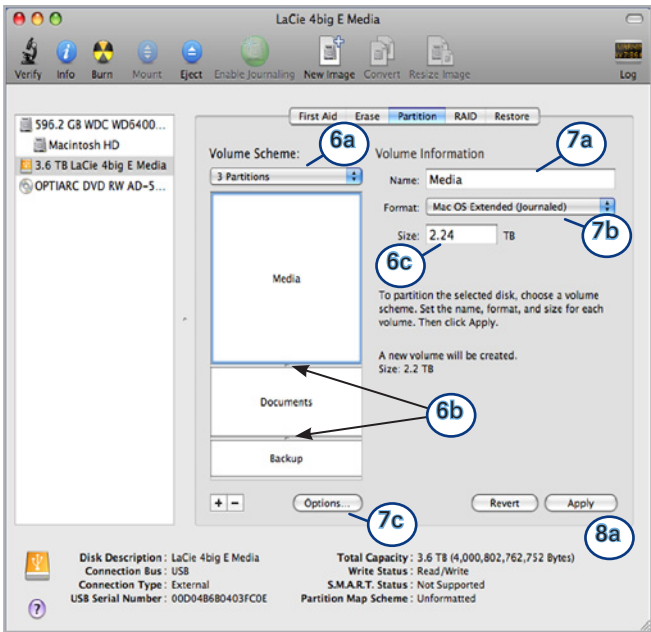 LaCie 4big E Media
Verify Info Burn Mount Eject Enable Journaling New Image Convert Resize Image Log
596.2 GB WDC WD6400...
Macintosh HD
3.6 TB LaCie 4big E Media
OPTIARC DVD RW AD-5...
First Aid Erase Partition RAID Restore
Volume Scheme:
6a
3 Partitions
Media
Documents
Backup
6b
+ −
Options...
7c
Volume Information
7a
Name: Media
Format: Mac OS Extended (Journaled)
7b
Size: 2.24 TB
6c
To partition the selected disk, choose a volume
scheme. Set the name, format, and size for each
volume. Then click Apply.
A new volume will be created.
Size: 2.2 TB
Revert Apply
8a
Disk Description : LaCie 4big E Media
Connection Bus : USB
Connection Type : External
USB Serial Number : 00D04B6B0403FC0E
Total Capacity : 3.6 TB (4,000,802,762,752 Bytes)
Write Status : Read/Write
S.M.A.R.T. Status : Not Supported
Partition Map Scheme : Unformatted
?